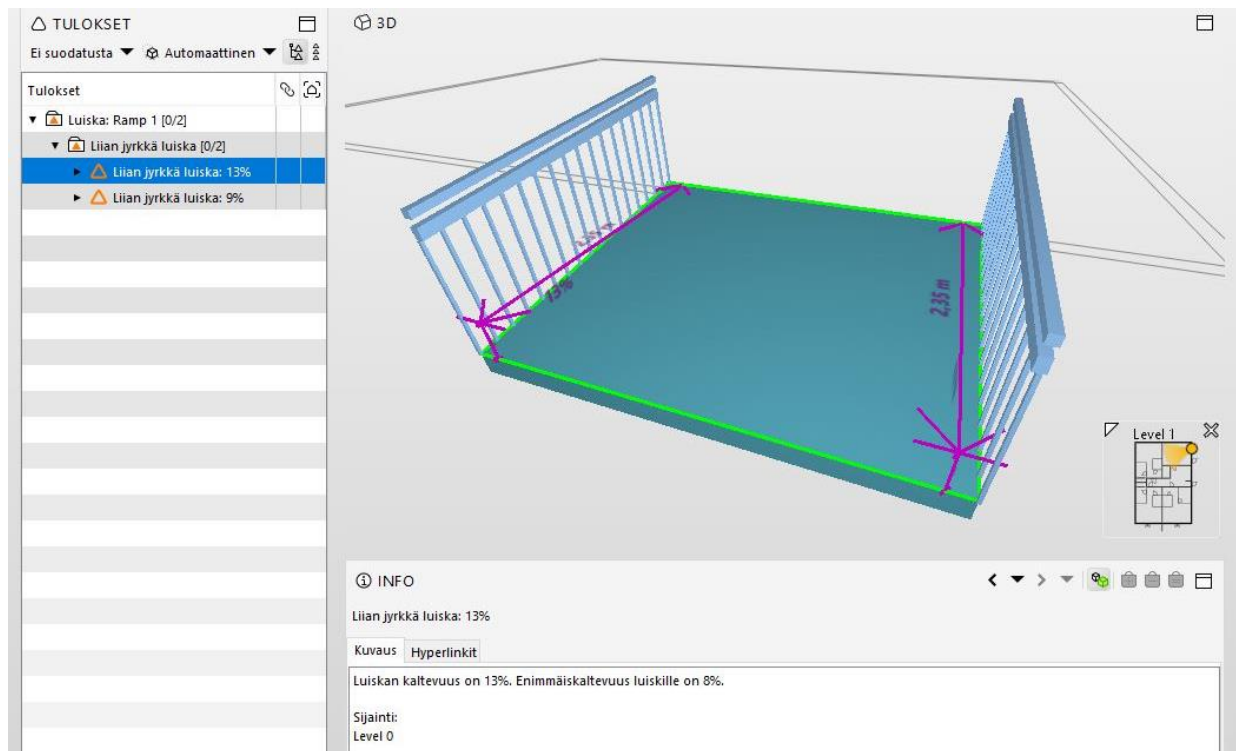 TULOKSET
Ei suodatusta Automaattinen
Tulokset
Luiska: Ramp 1 [0/2]
Liian jyrkkä luiska [0/2]
Liian jyrkkä luiska: 13%
Liian jyrkkä luiska: 9%
3D
13%
2,35 m
Level 1
INFO
Liian jyrkkä luiska: 13%
Kuvaus Hyperlinkit
Luiskan kaltevuus on 13%. Enimmäiskaltevuus luiskille on 8%.
Sijainti:
Level 0